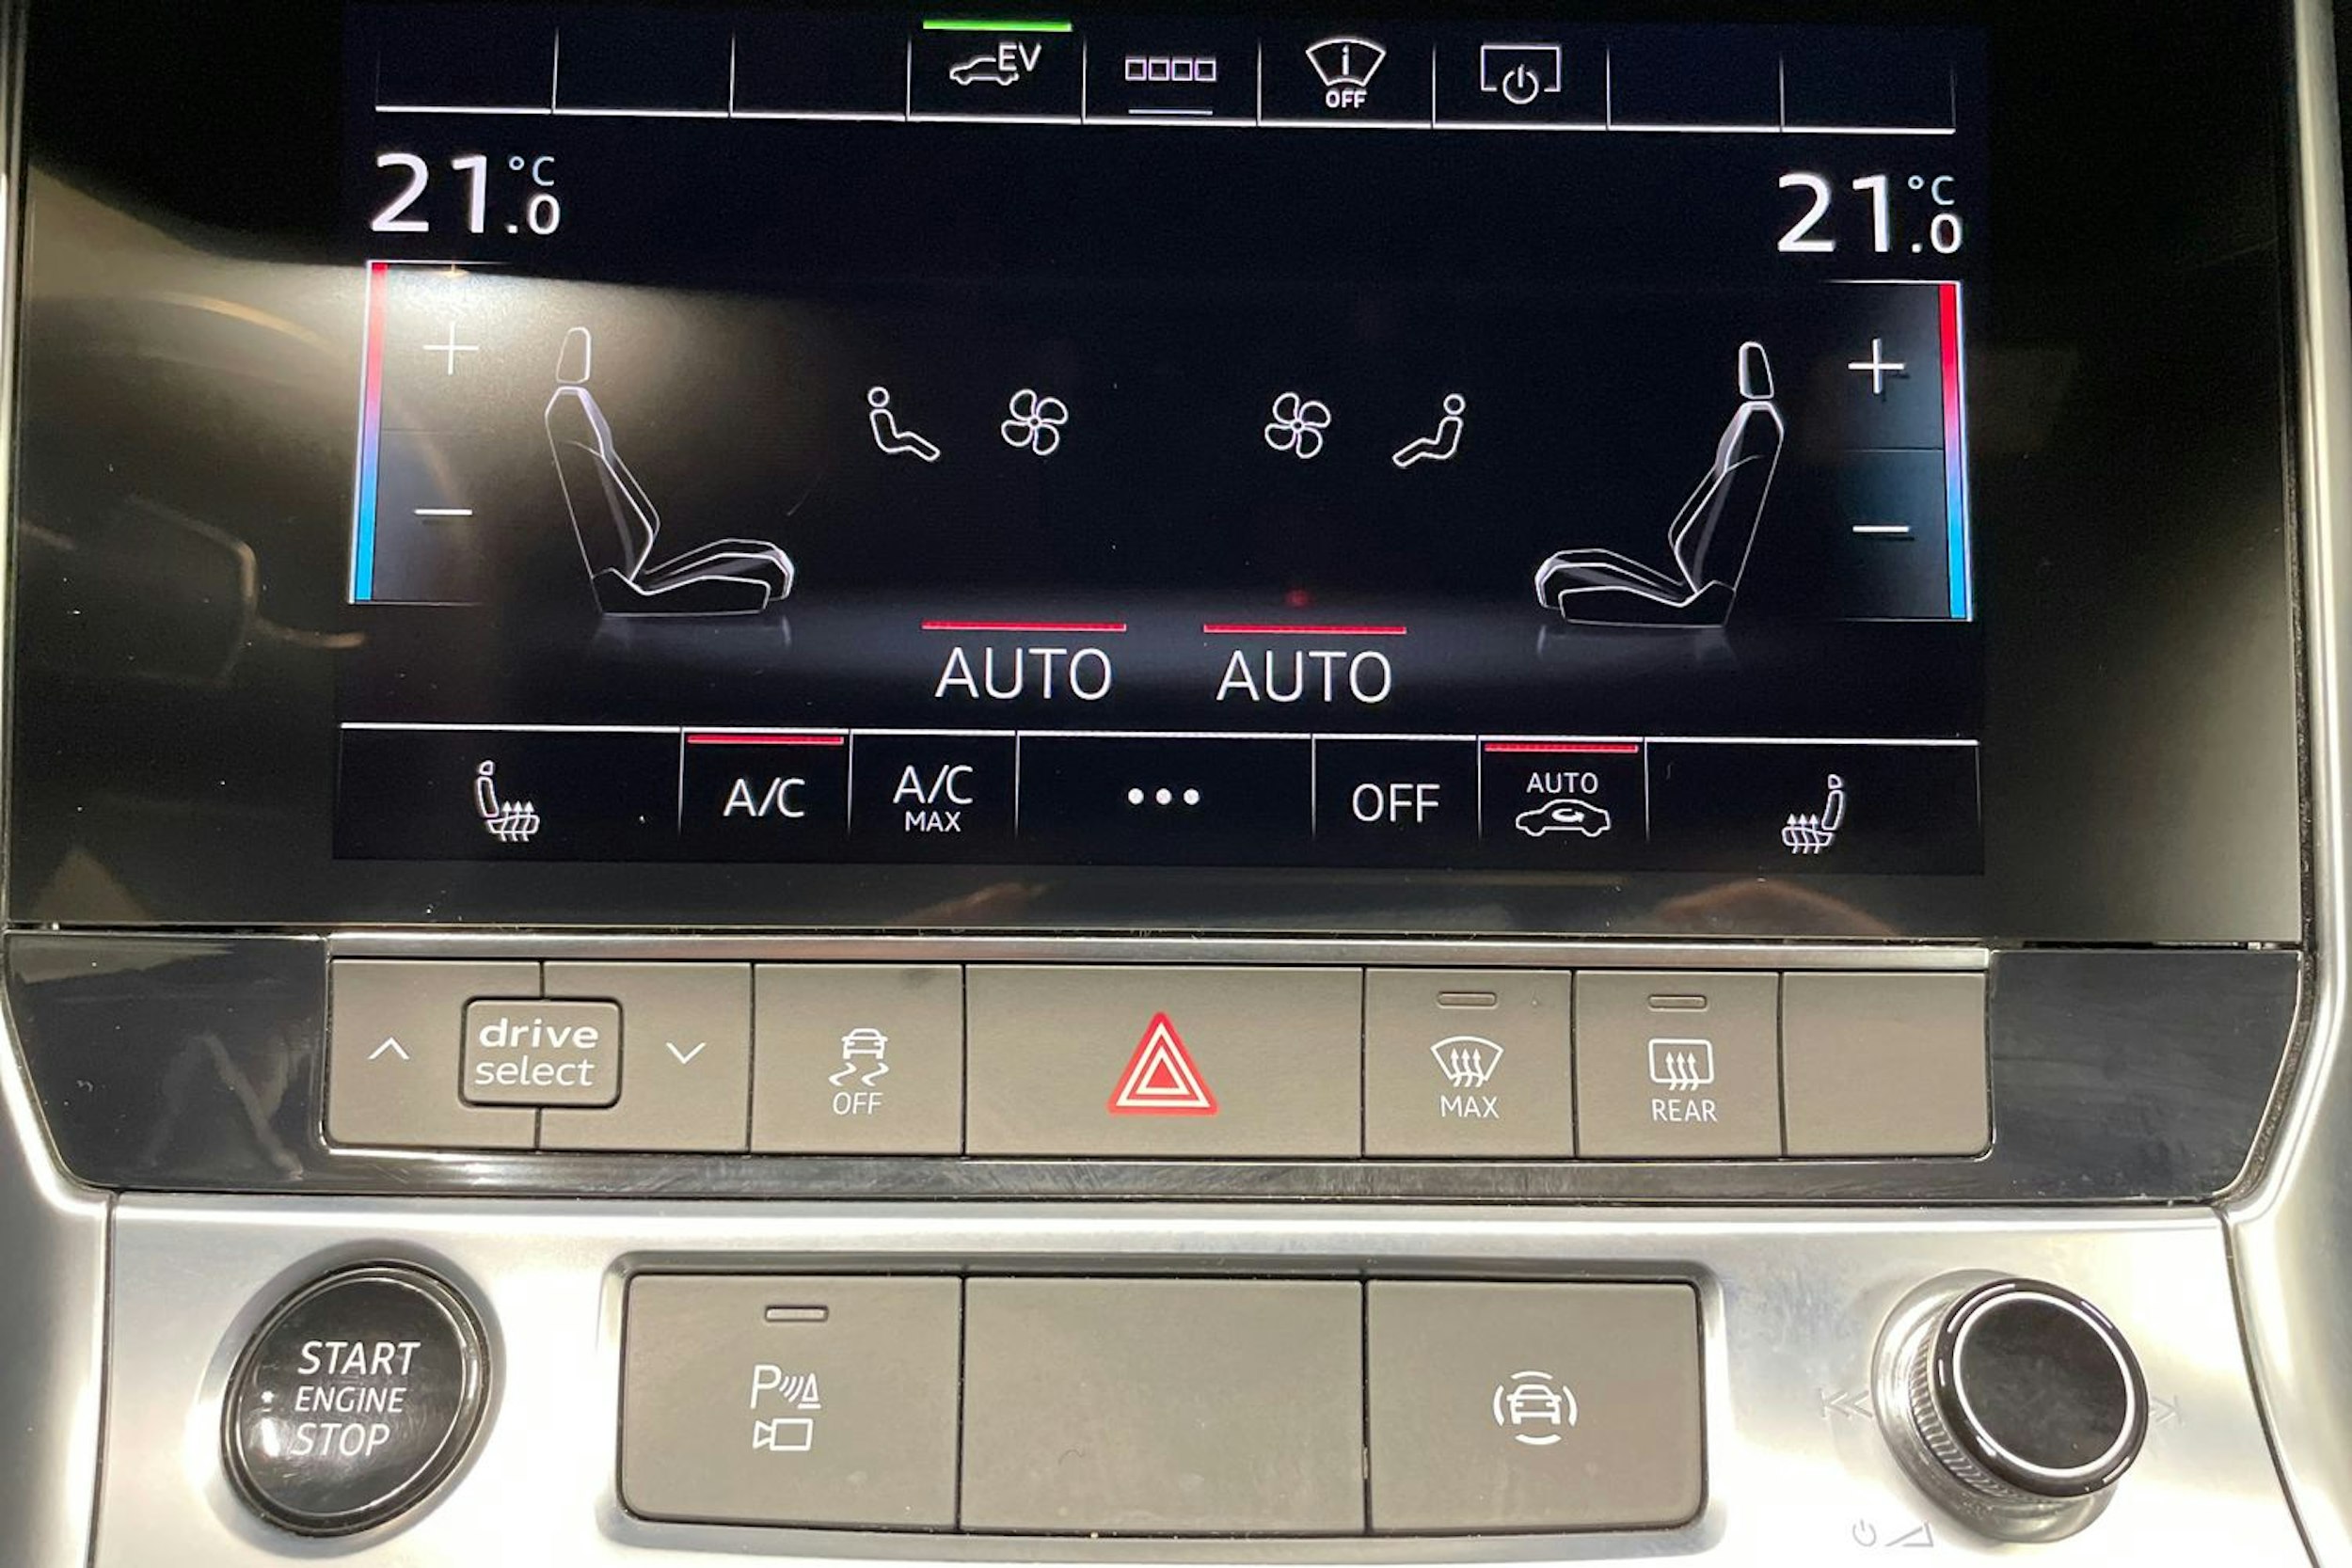 EV
OFF
21.0 °C
21.0 °C
AUTO AUTO
A/C
A/C
MAX
OFF
AUTO
drive
select
OFF
MAX
REAR
START
ENGINE
STOP
P